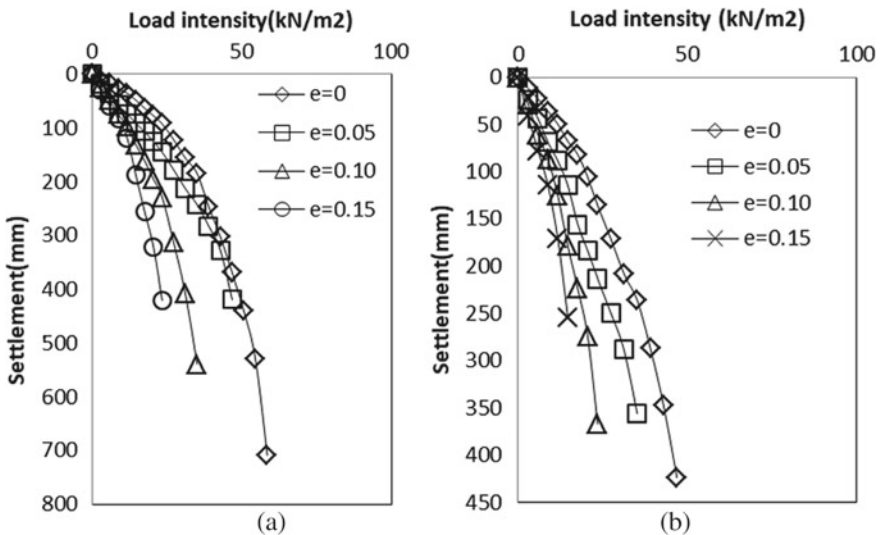 Load intensity(kN/m2)
0 50 100
0
100
200
300
400
500
600
700
800
Settlement(mm)
e=0
e=0.05
e=0.10
e=0.15
(a)
Load intensity (kN/m2)
0 50 100
0
50
100
150
200
250
300
350
400
450
Settlement(mm)
e=0
e=0.05
e=0.10
e=0.15
(b)